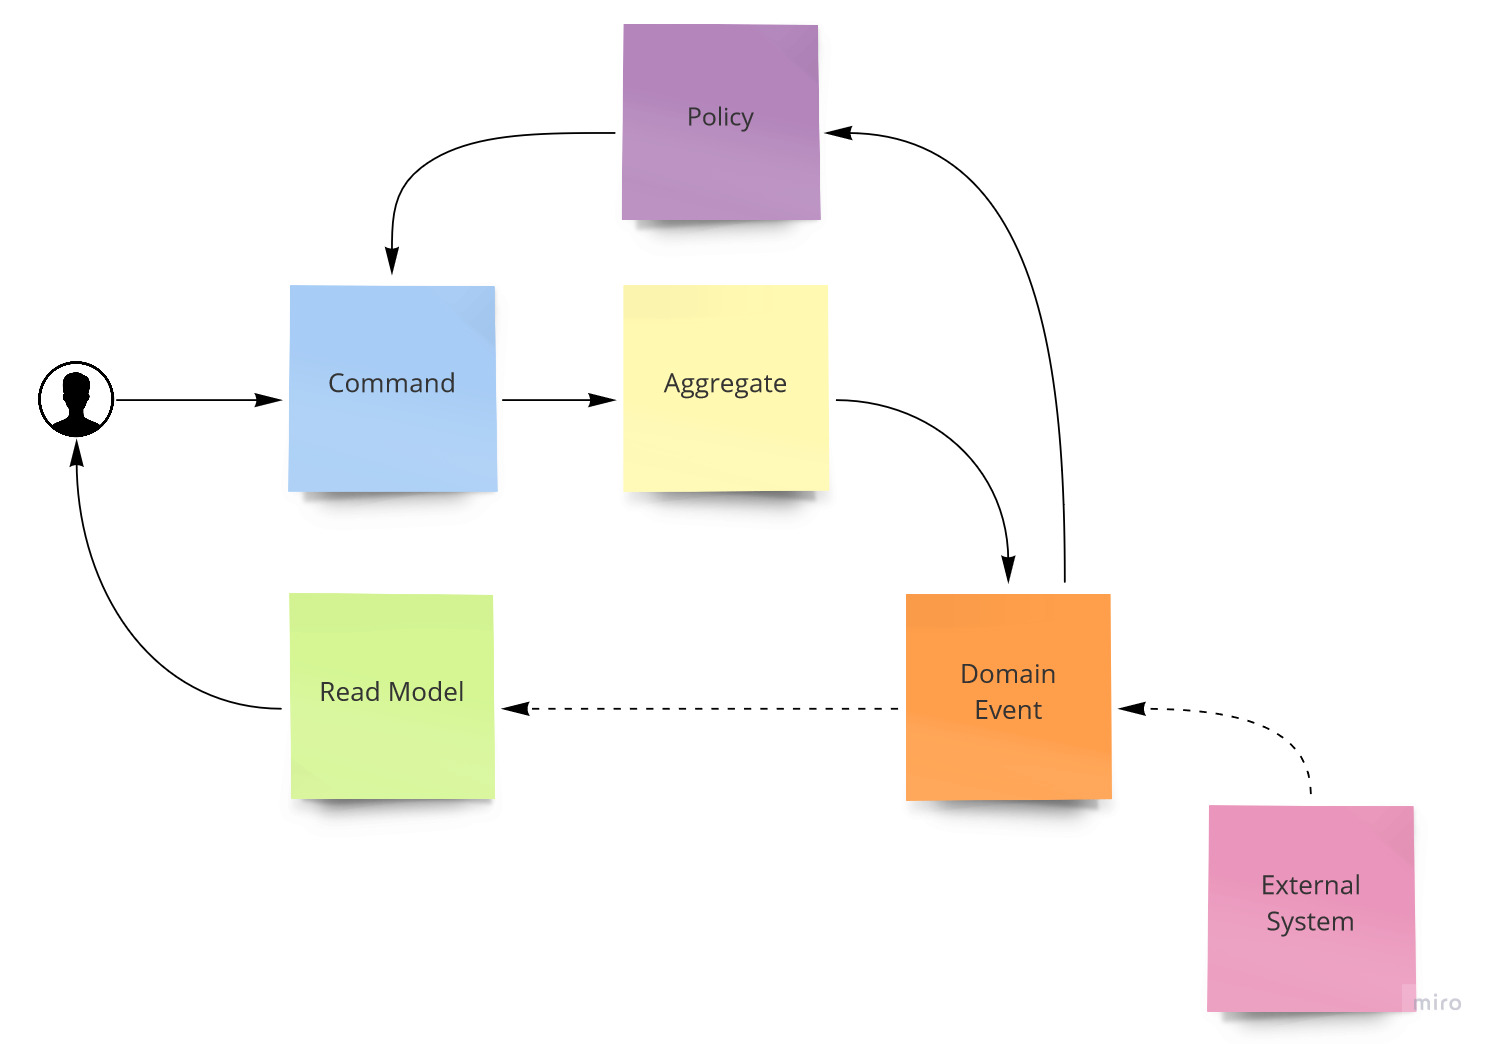 Policy
Command
Aggregate
Read Model
Domain
Event
External
System
miro